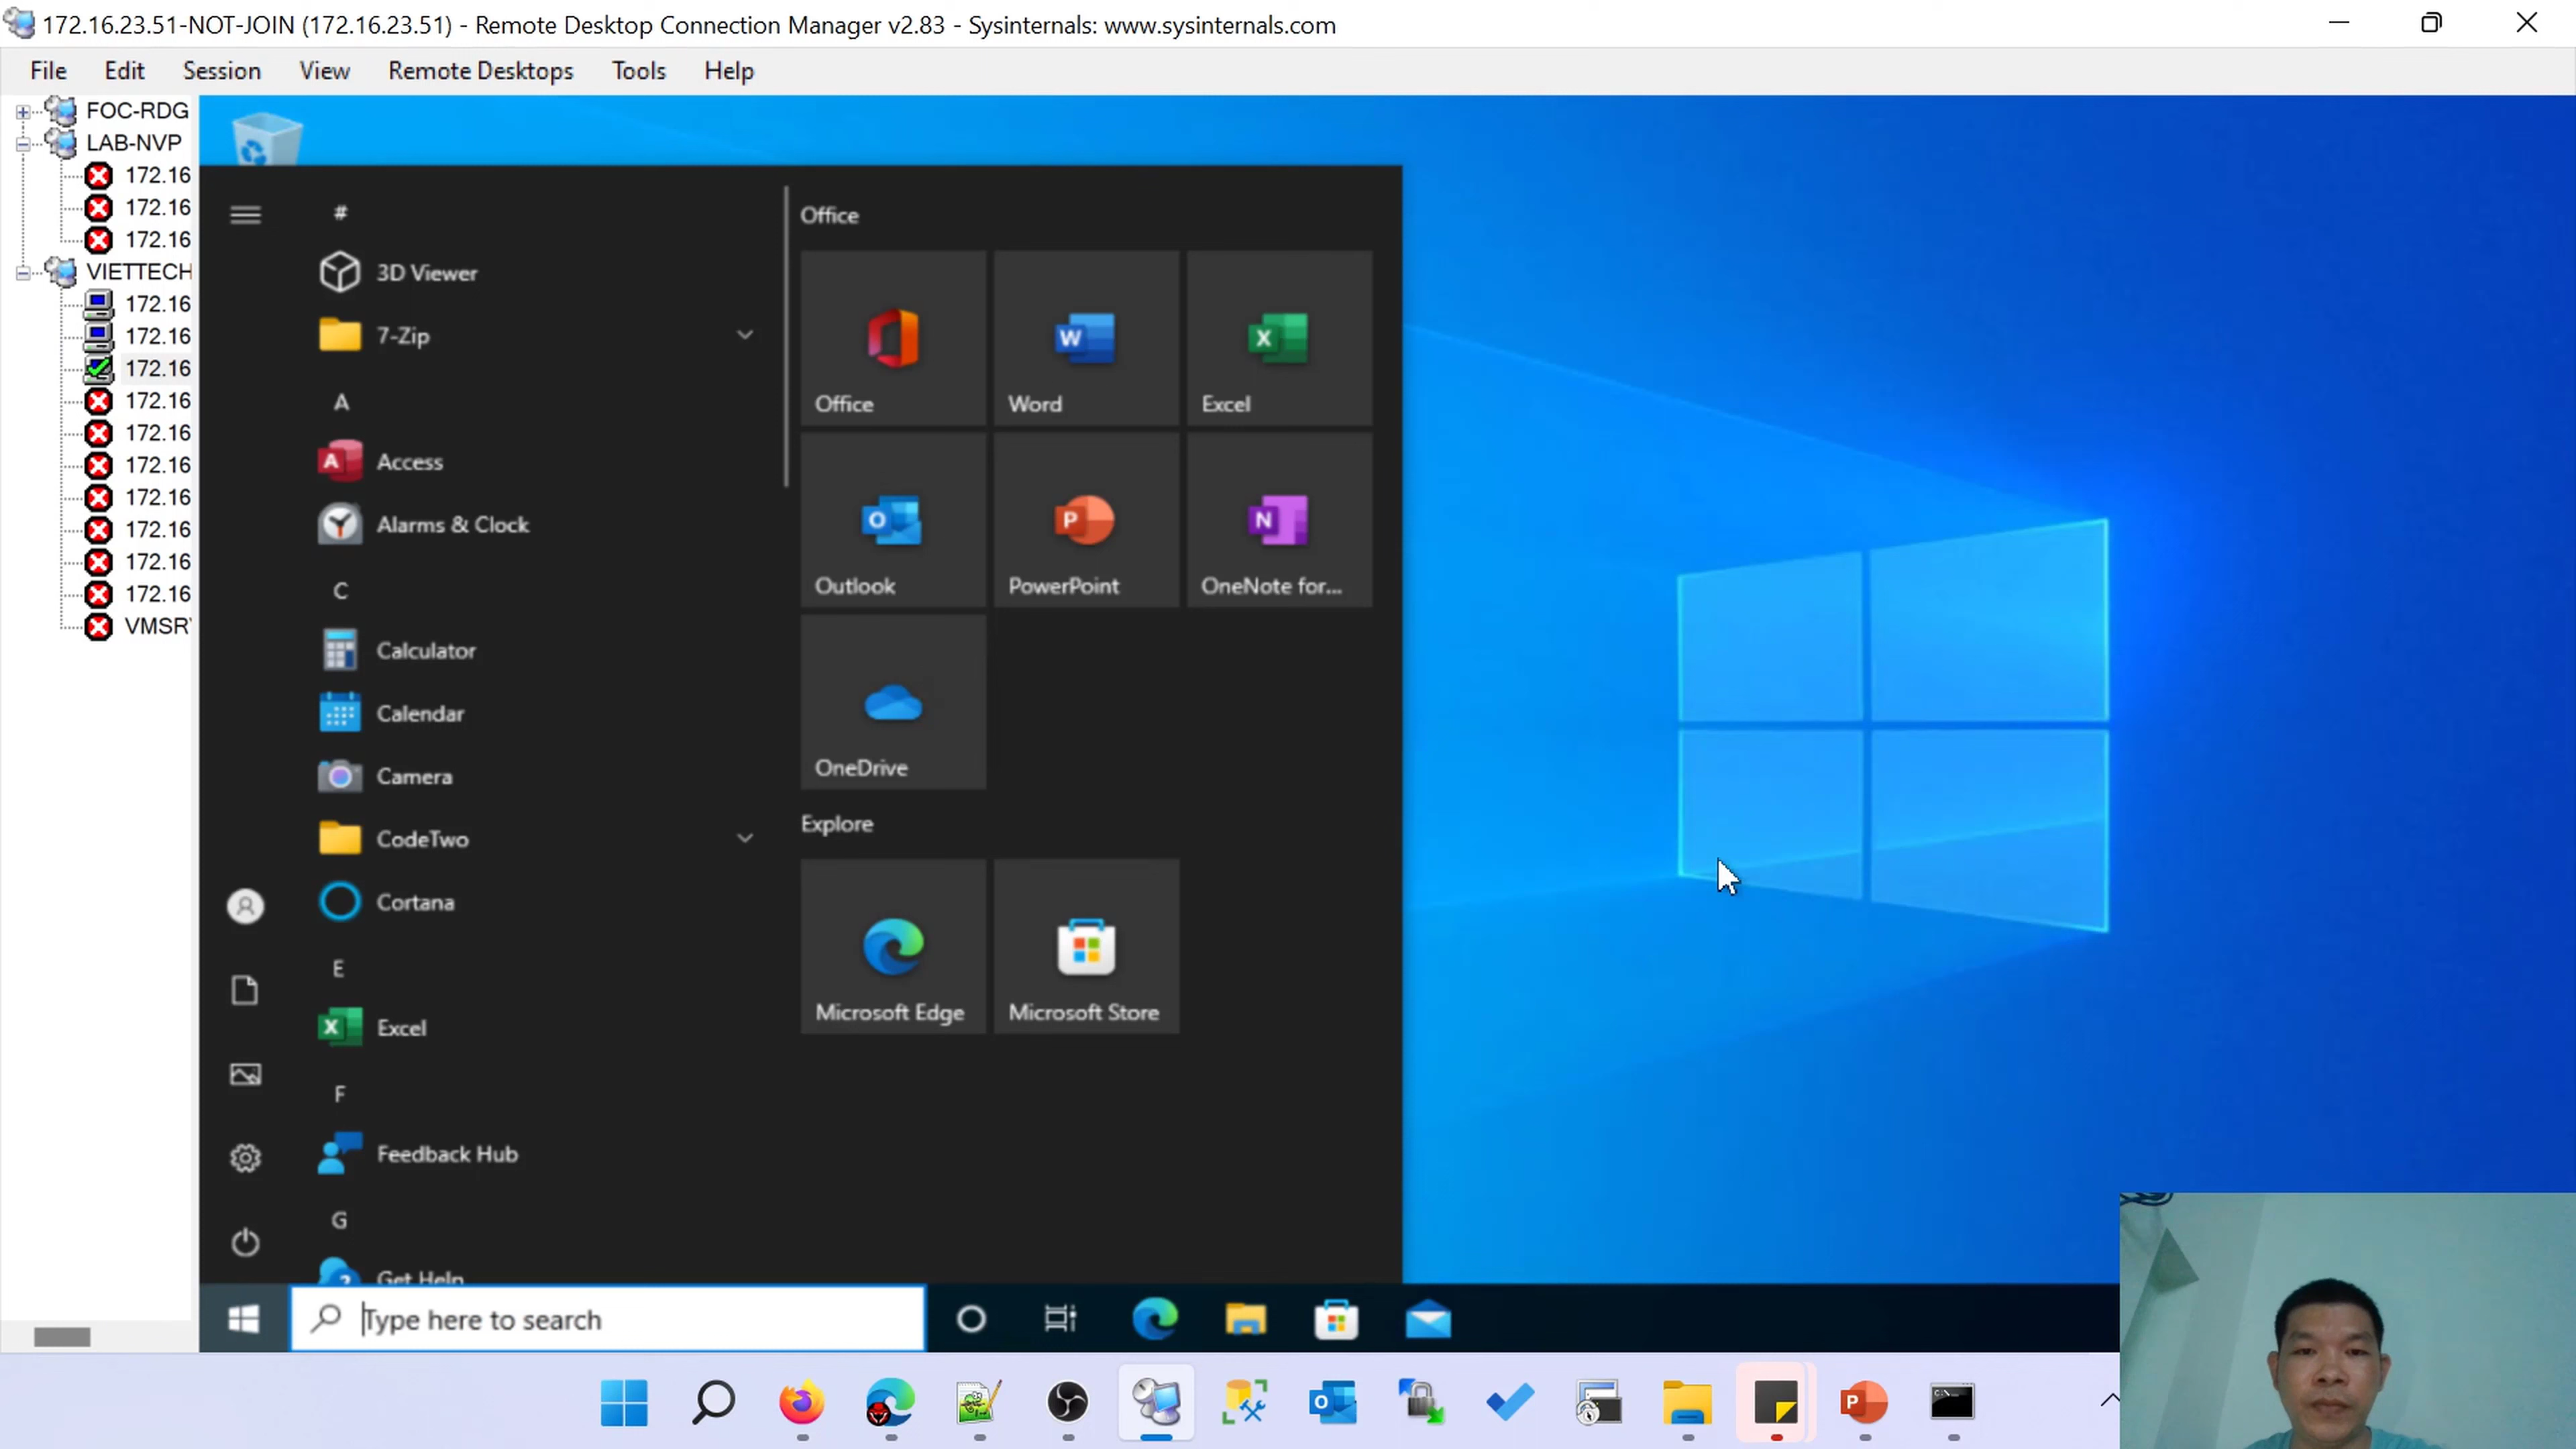 172.16.23.51-NOT-JOIN (172.16.23.51) - Remote Desktop Connection Manager v2.83 - Sysinternals: www.sysinternals.com
File Edit Session View Remote Desktops Tools Help
FOC-RDG
LAB-NVP
172.16
172.16
172.16
VIETTECH
172.16
172.16
172.16
172.16
172.16
172.16
172.16
172.16
172.16
172.16
VMSR
#
3D Viewer
7-Zip
A
Access
Alarms & Clock
C
Calculator
Calendar
Camera
CodeTwo
Cortana
E
Excel
F
Feedback Hub
G
Get Help
Office
Office
Word
Excel
Outlook
PowerPoint
OneNote for...
OneDrive
Explore
Microsoft Edge
Microsoft Store
Type here to search